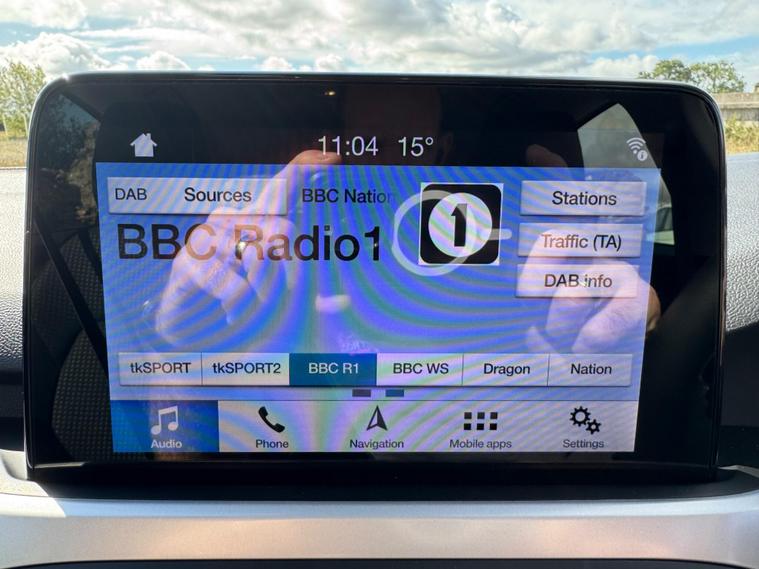 11:04 15°
DAB Sources BBC Nation Stations
BBC Radio1 1 Traffic (TA)
DAB info
tkSPORT tkSPORT2 BBC R1 BBC WS Dragon Nation
Audio Phone Navigation Mobile apps Settings